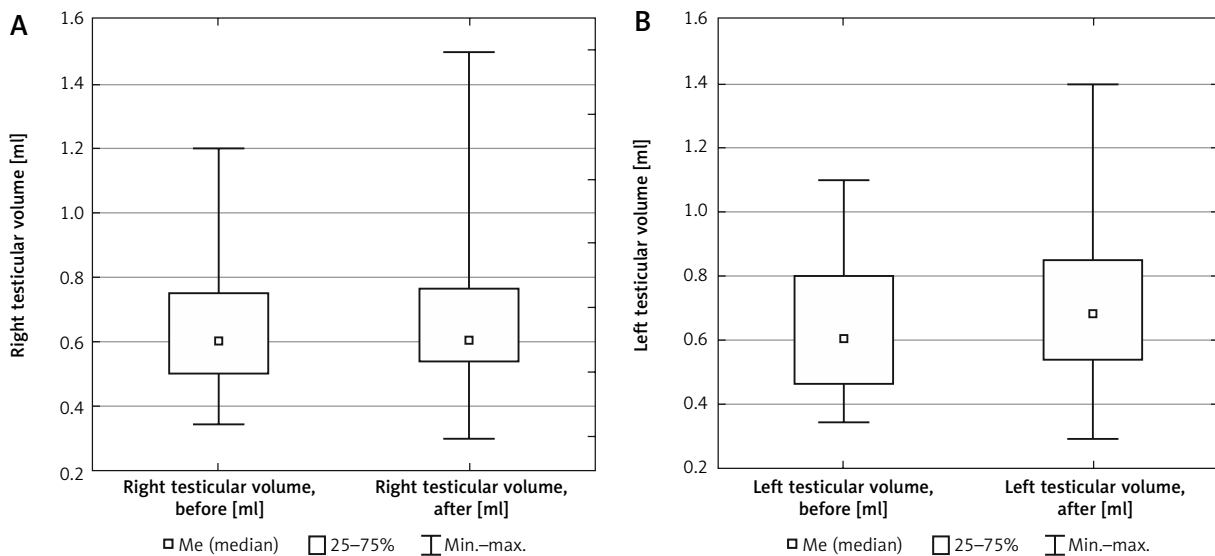 A
Right testicular volume [ml]
1.6
1.4
1.2
1.0
0.8
0.6
0.4
0.2
Right testicular volume,
before [ml]
Right testicular volume,
after [ml]
Me (median) 25–75% Min.–max.
B
Left testicular volume [ml]
1.6
1.4
1.2
1.0
0.8
0.6
0.4
0.2
Left testicular volume,
before [ml]
Left testicular volume,
after [ml]
Me (median) 25–75% Min.–max.